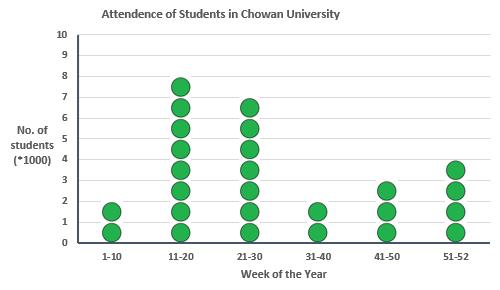 Attendence of Students in Chowan University
10
9
8
7
6
5
4
3
2
1
0
No. of
students
(*1000)
1-10 11-20 21-30 31-40 41-50 51-52
Week of the Year